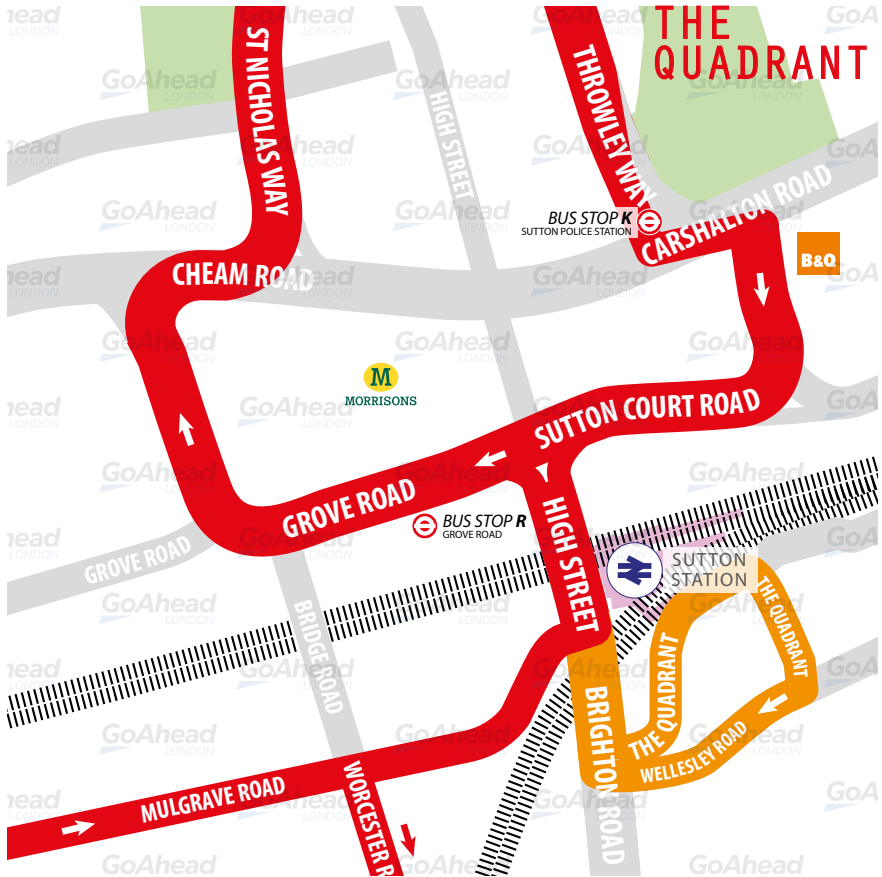 THE
QUADRANT
ST NICHOLAS WAY
HIGH STREET
THROWLEY WAY
CARSHALTON ROAD
BUS STOP K
SUTTON POLICE STATION
B&Q
CHEAM ROAD
M
MORRISONS
SUTTON COURT ROAD
GROVE ROAD
BUS STOP R
GROVE ROAD
HIGH STREET
GROVE ROAD
SUTTON
STATION
THE QUADRANT
BRIDGE ROAD
THE QUADRANT
BRIGHTON ROAD
WELLESLEY ROAD
MULGRAVE ROAD
WORCESTER R
GoAhead
LONDON